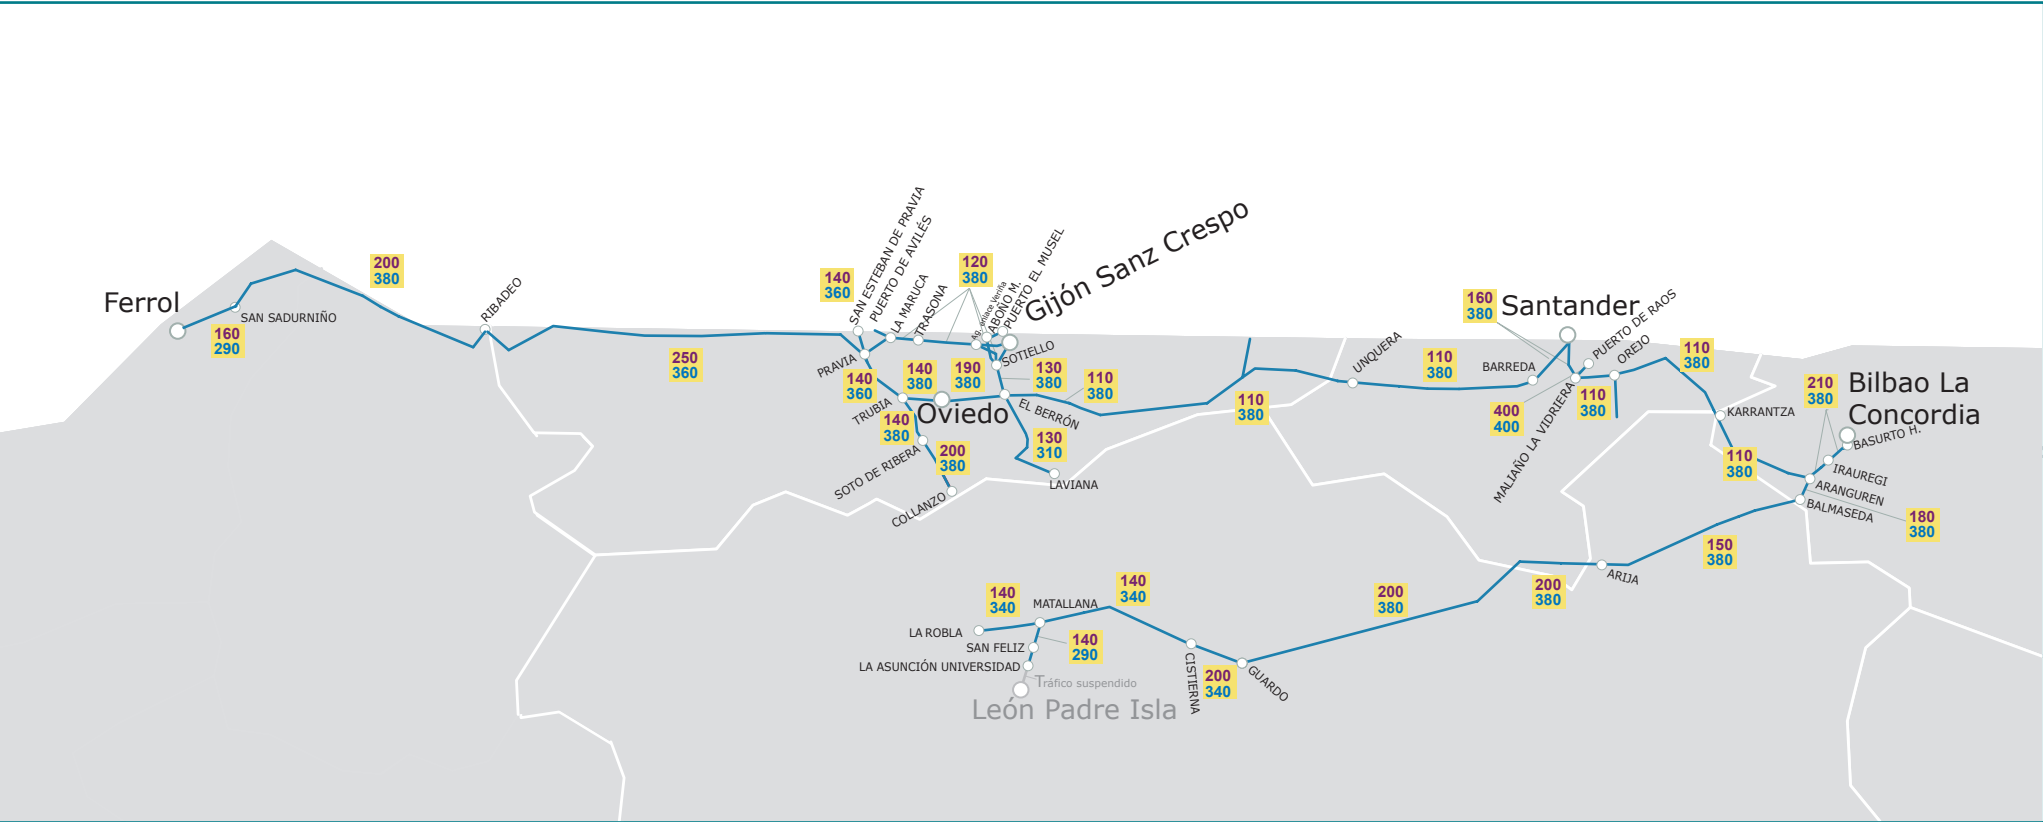 Ferrol
160
290
SAN SADURNIÑO
200
380
RIBADEO
250
360
140
360
SAN ESTEBAN DE PRAVIA
PUERTO DE AVILÉS
LA MARUCA
TRASONA
120
380
Ag. enlace Veriña
ABOÑO M.
PUERTO EL MUSEL
Gijón Sanz Crespo
SOTIELLO
PRAVIA
140
360
140
380
190
380
130
380
110
380
TRUBIA
Oviedo
EL BERRÓN
140
380
SOTO DE RIBERA
200
380
COLLANZO
130
310
LAVIANA
110
380
UNQUERA
110
380
BARREDA
160
380
Santander
PUERTO DE RAOS
OREJO
400
400
MALIAÑO LA VIDRIERA
110
380
110
380
KARRANTZA
110
380
210
380
Bilbao La
Concordia
BASURTO H.
IRAUREGI
ARANGUREN
BALMASEDA
180
380
150
380
ARIJA
200
380
200
380
GUARDO
200
340
CISTIERNA
140
340
MATALLANA
140
340
LA ROBLA
SAN FELIZ
140
290
LA ASUNCIÓN UNIVERSIDAD
Tráfico suspendido
León Padre Isla